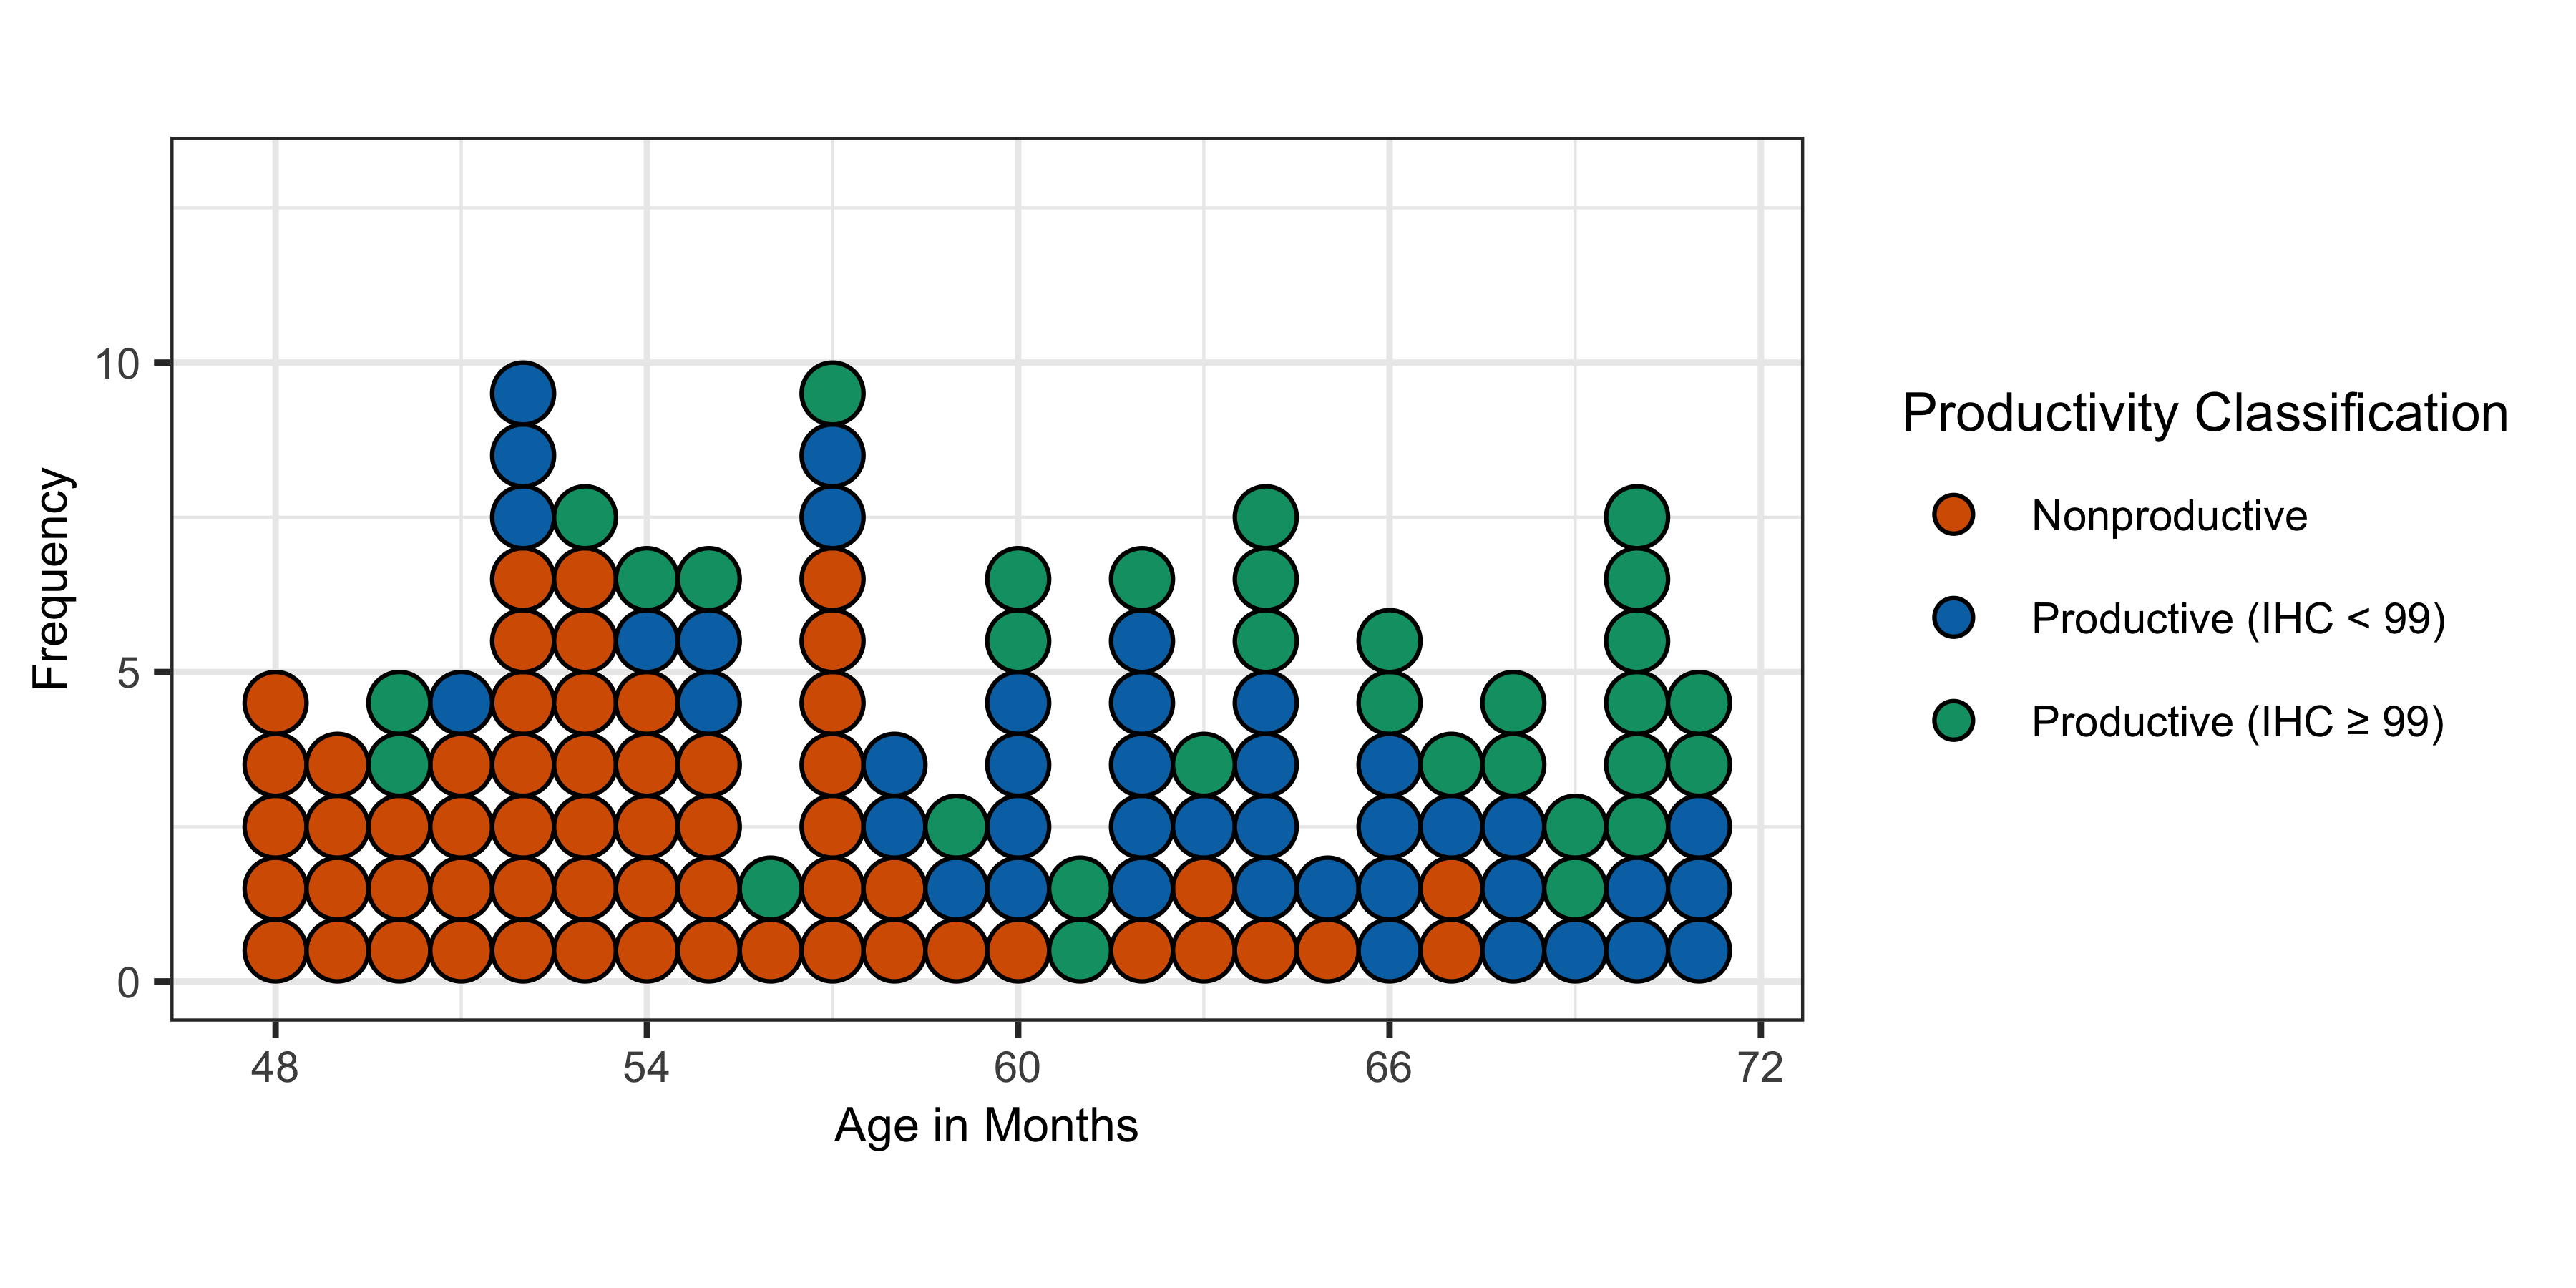 10
5
0
Frequency
48 54 60 66 72
Age in Months
Productivity Classification
Nonproductive
Productive (IHC < 99)
Productive (IHC ≥ 99)